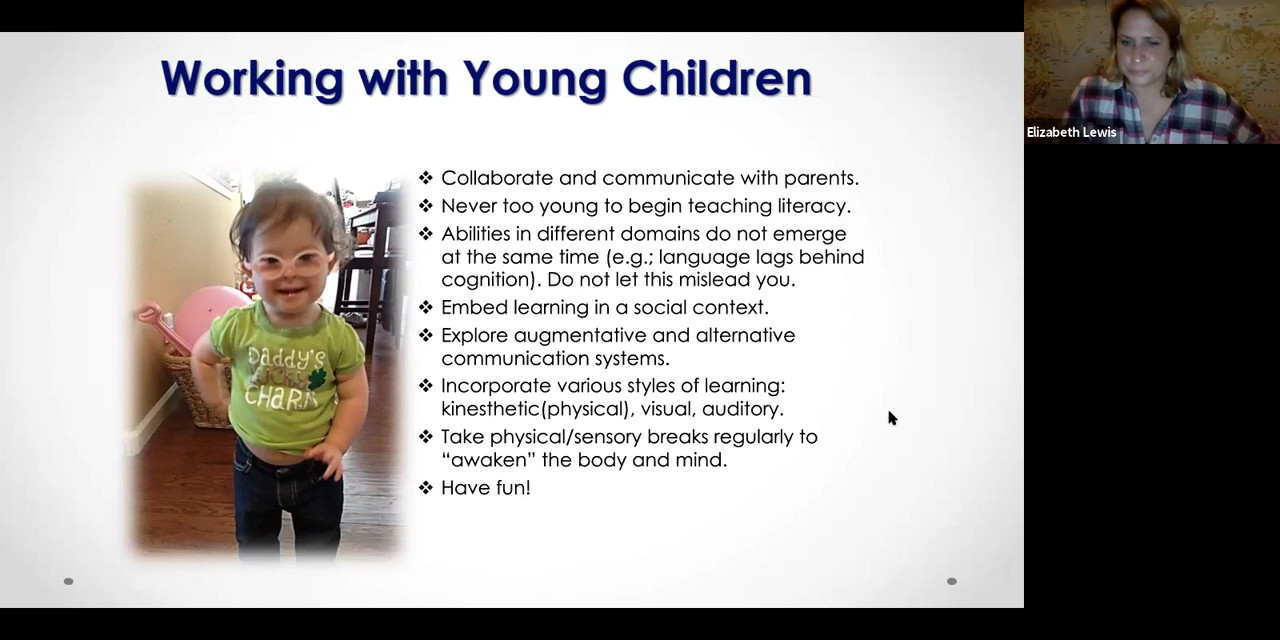 Working with Young Children
Elizabeth Lewis
❖ Collaborate and communicate with parents.
❖ Never too young to begin teaching literacy.
❖ Abilities in different domains do not emerge
at the same time (e.g.; language lags behind
cognition). Do not let this mislead you.
❖ Embed learning in a social context.
❖ Explore augmentative and alternative
communication systems.
❖ Incorporate various styles of learning:
kinesthetic(physical), visual, auditory.
❖ Take physical/sensory breaks regularly to
“awaken” the body and mind.
❖ Have fun!
Daddy's
Lucky
CHARM